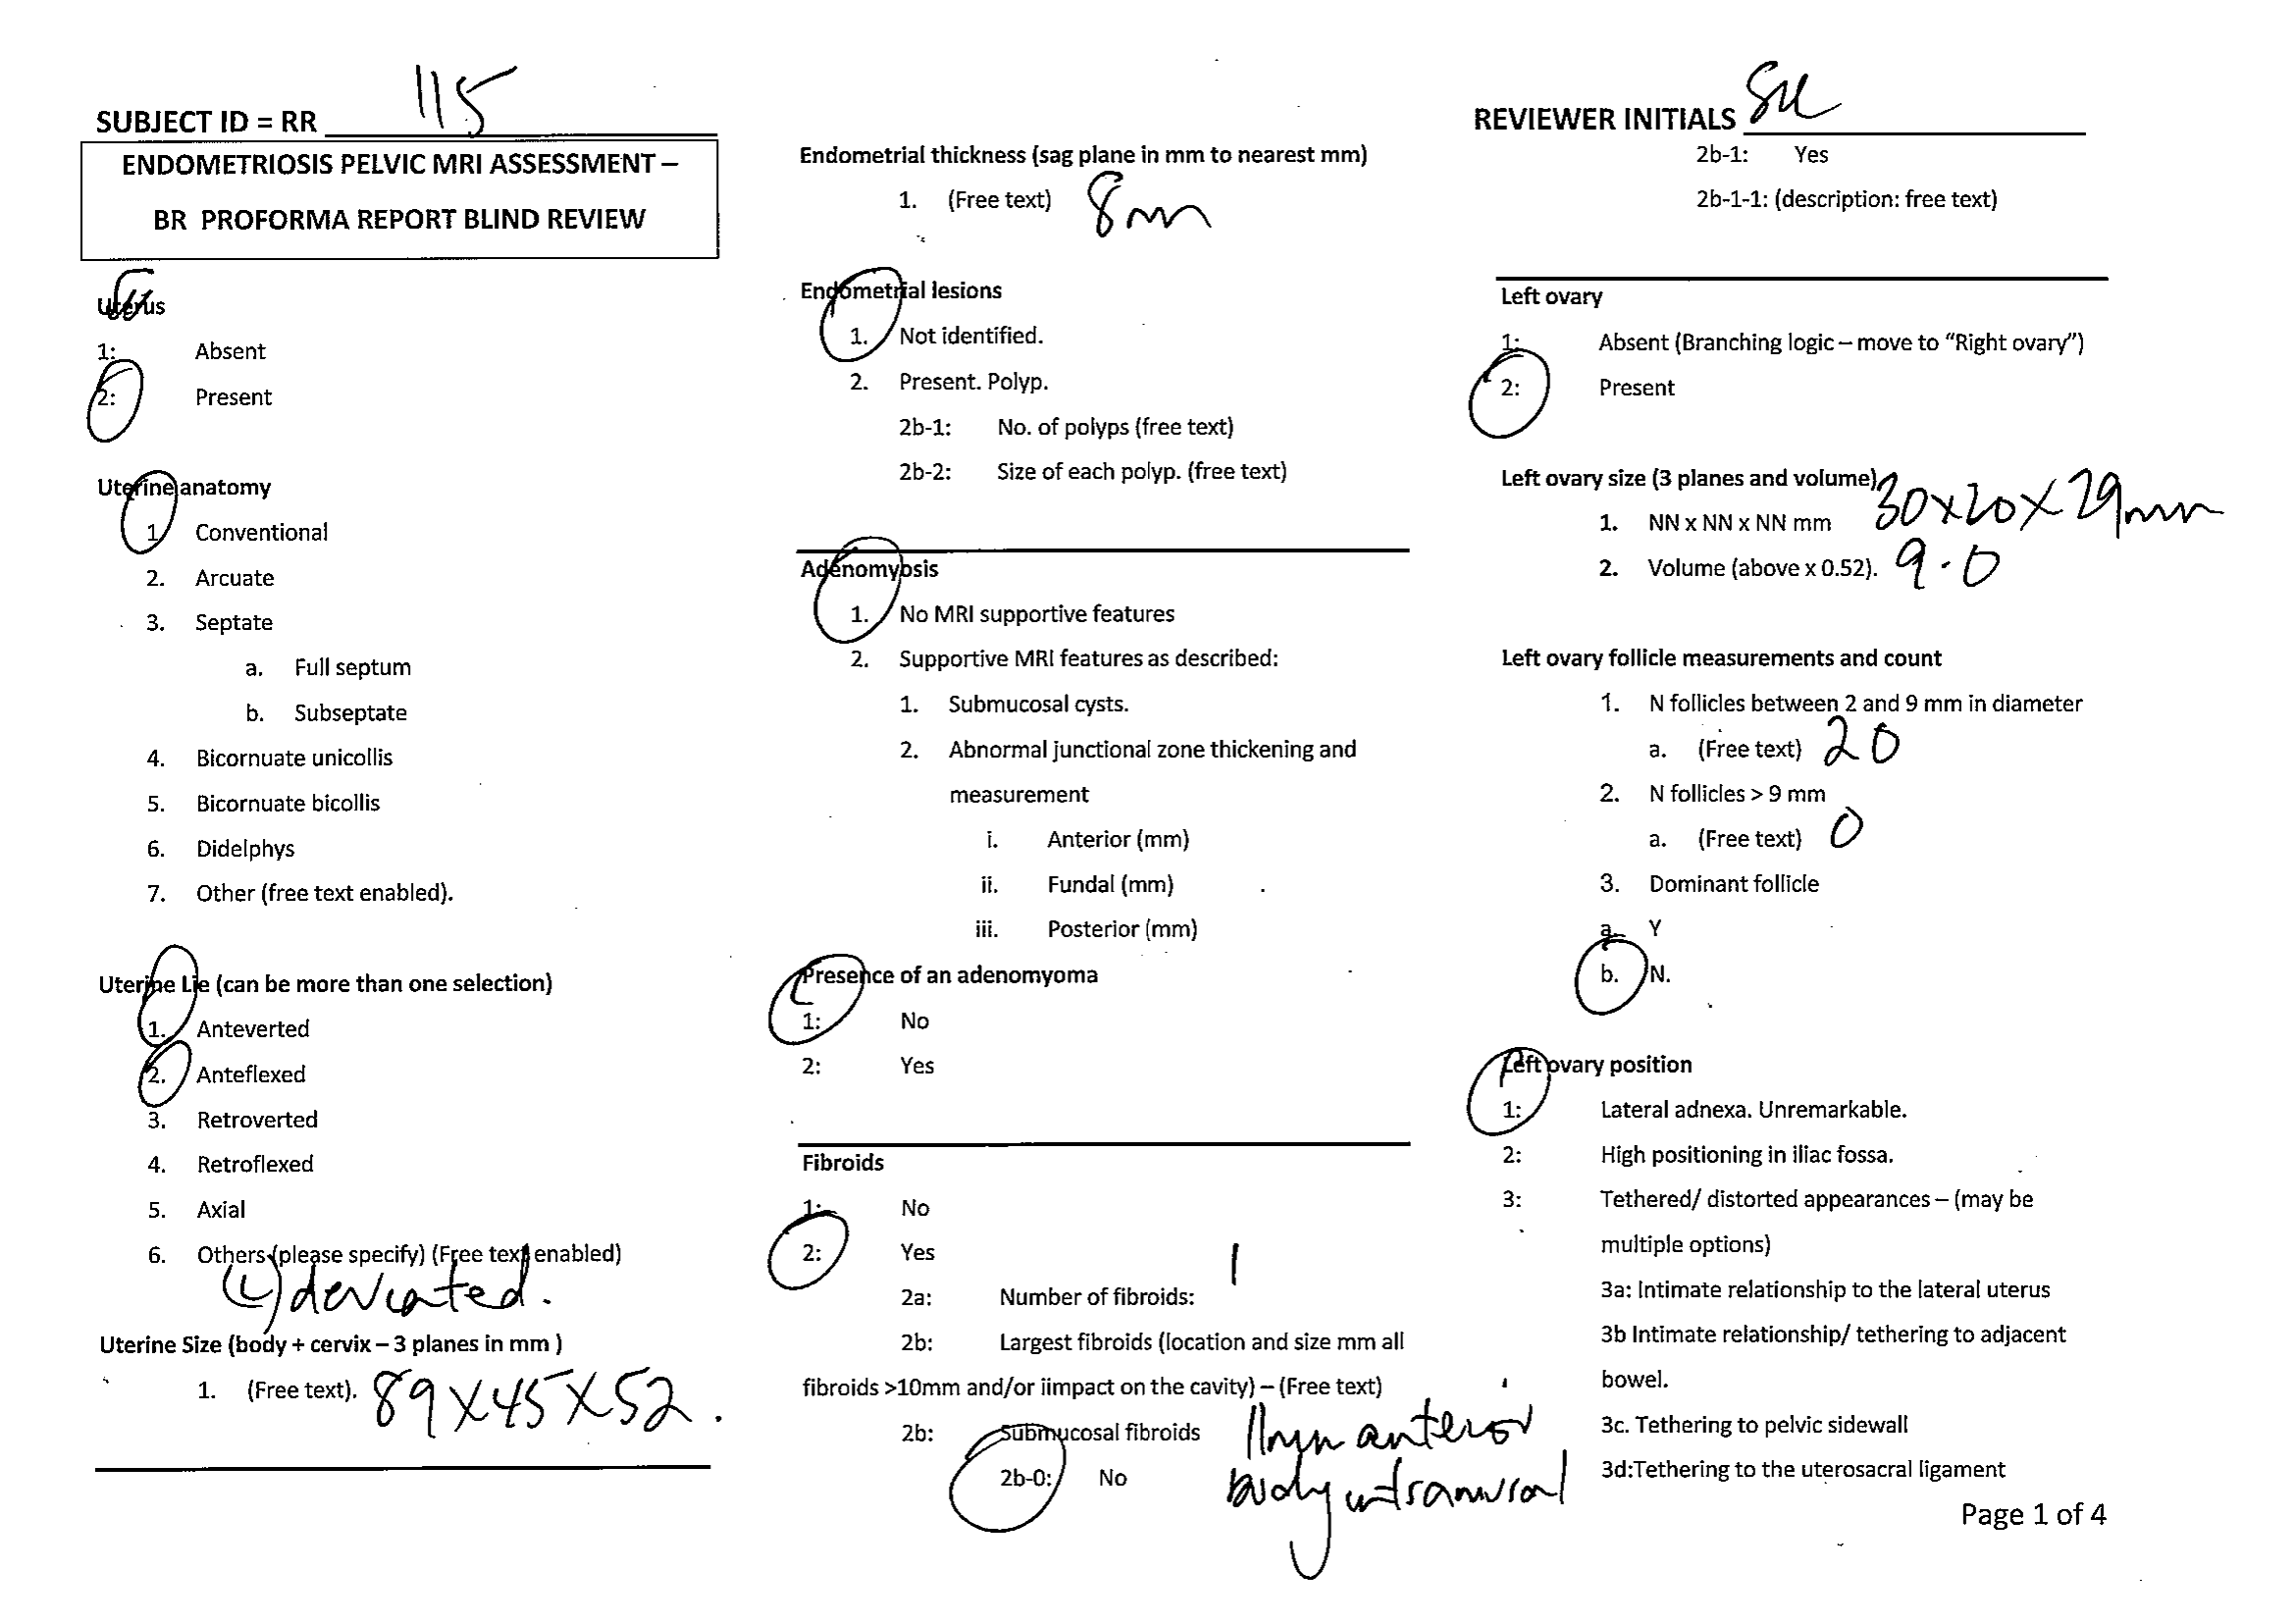 SUBJECT ID = RR 115
ENDOMETRIOSIS PELVIC MRI ASSESSMENT –
BR PROFORMA REPORT BLIND REVIEW
Uterus
1: Absent
2: Present
Uterine anatomy
1 Conventional
2. Arcuate
3. Septate
a. Full septum
b. Subseptate
4. Bicornuate unicollis
5. Bicornuate bicollis
6. Didelphys
7. Other (free text enabled).
Uterine Lie (can be more than one selection)
1. Anteverted
2. Anteflexed
3. Retroverted
4. Retroflexed
5. Axial
6. Others (please specify) (Free text enabled)
(L) deviated.
Uterine Size (body + cervix – 3 planes in mm )
1. (Free text). 89 X 45 X 52.
Endometrial thickness (sag plane in mm to nearest mm)
1. (Free text) 8mm
Endometrial lesions
1. Not identified.
2. Present. Polyp.
2b-1: No. of polyps (free text)
2b-2: Size of each polyp. (free text)
Adenomyosis
1. No MRI supportive features
2. Supportive MRI features as described:
1. Submucosal cysts.
2. Abnormal junctional zone thickening and
measurement
i. Anterior (mm)
ii. Fundal (mm)
iii. Posterior (mm)
Presence of an adenomyoma
1: No
2: Yes
Fibroids
1: No
2: Yes
2a: Number of fibroids: 1
2b: Largest fibroids (location and size mm all
fibroids >10mm and/or iimpact on the cavity) – (Free text)
2b: Submucosal fibroids 11mm anterior
2b-0: No body intramural
REVIEWER INITIALS
2b-1: Yes
2b-1-1: (description: free text)
Left ovary
1: Absent (Branching logic – move to “Right ovary”)
2: Present
Left ovary size (3 planes and volume)
1. NN x NN x NN mm 30x20x29mm
2. Volume (above x 0.52). 9.0
Left ovary follicle measurements and count
1. N follicles between 2 and 9 mm in diameter
a. (Free text) 20
2. N follicles > 9 mm
a. (Free text) 0
3. Dominant follicle
a. Y
b. N.
Left ovary position
1: Lateral adnexa. Unremarkable.
2: High positioning in iliac fossa.
3: Tethered/ distorted appearances – (may be
multiple options)
3a: Intimate relationship to the lateral uterus
3b Intimate relationship/ tethering to adjacent
bowel.
3c. Tethering to pelvic sidewall
3d:Tethering to the uterosacral ligament
Page 1 of 4